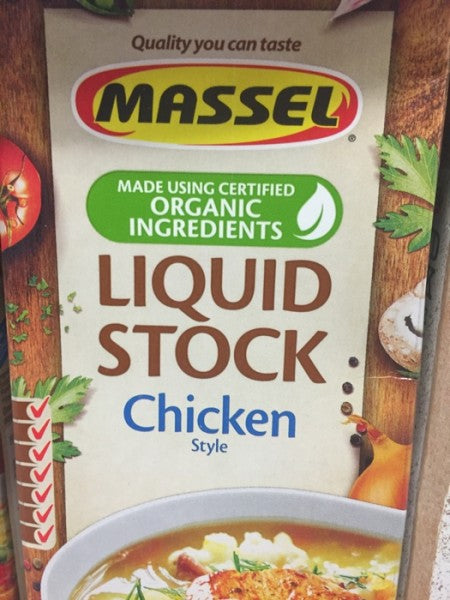 Quality you can taste
MASSEL
®
MADE USING CERTIFIED
ORGANIC
INGREDIENTS
LIQUID
STOCK
Chicken
Style